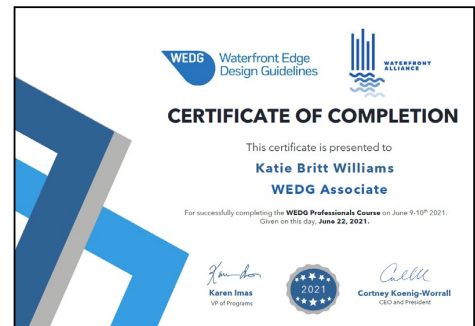 WEDG
Waterfront Edge
Design Guidelines
WATERFRONT
ALLIANCE
CERTIFICATE OF COMPLETION
This certificate is presented to
Katie Britt Williams
WEDG Associate
For successfully completing the WEDG Professionals Course on June 9-10th 2021.
Given on this day, June 22, 2021.
Karen Imas
VP of Programs
2021
Cortney Koenig-Worrall
CEO and President